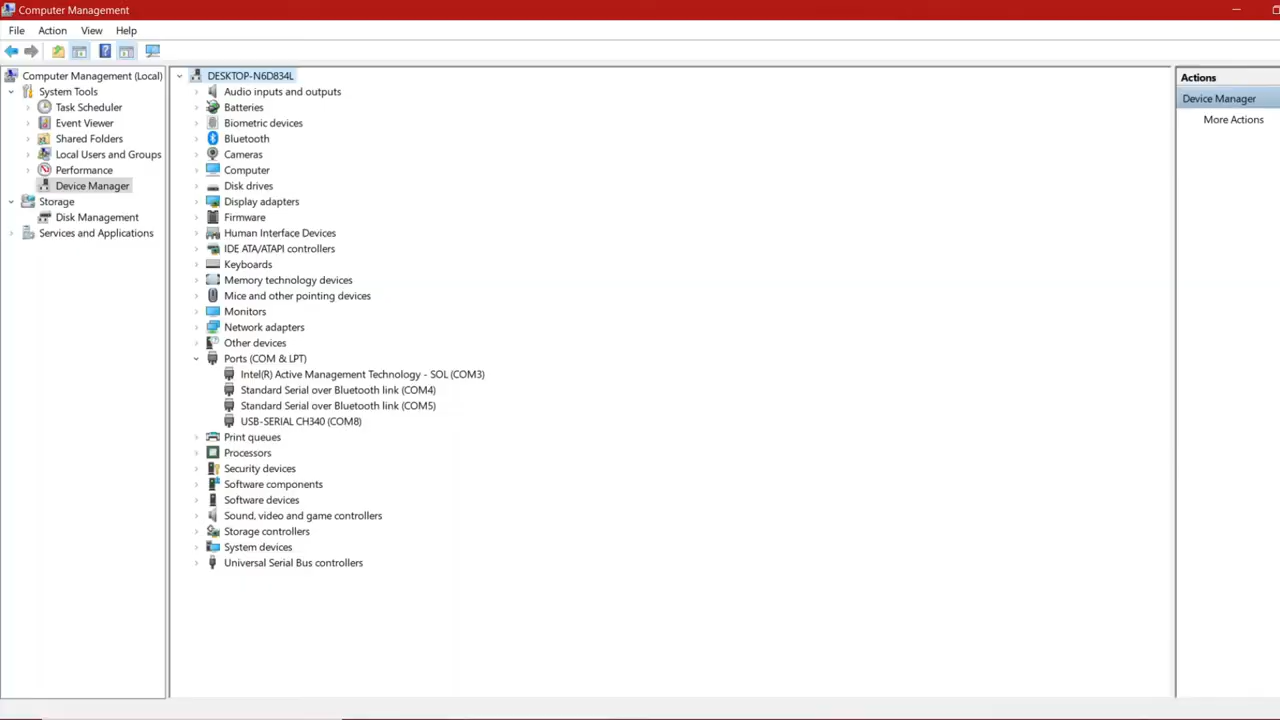 Computer Management
File Action View Help
Computer Management (Local)
System Tools
Task Scheduler
Event Viewer
Shared Folders
Local Users and Groups
Performance
Device Manager
Storage
Disk Management
Services and Applications
DESKTOP-N6D834L
Audio inputs and outputs
Batteries
Biometric devices
Bluetooth
Cameras
Computer
Disk drives
Display adapters
Firmware
Human Interface Devices
IDE ATA/ATAPI controllers
Keyboards
Memory technology devices
Mice and other pointing devices
Monitors
Network adapters
Other devices
Ports (COM & LPT)
Intel(R) Active Management Technology - SOL (COM3)
Standard Serial over Bluetooth link (COM4)
Standard Serial over Bluetooth link (COM5)
USB-SERIAL CH340 (COM8)
Print queues
Processors
Security devices
Software components
Software devices
Sound, video and game controllers
Storage controllers
System devices
Universal Serial Bus controllers
Actions
Device Manager
More Actions